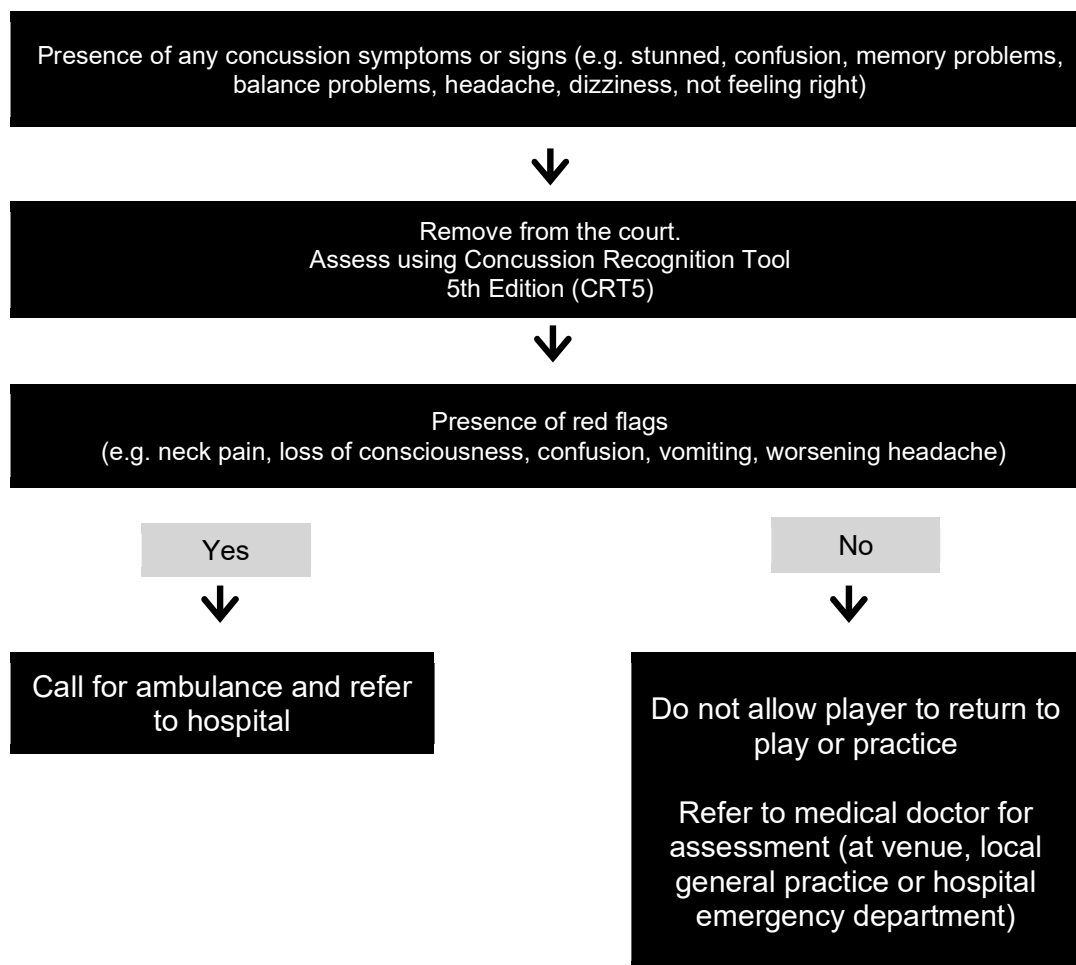 Presence of any concussion symptoms or signs (e.g. stunned, confusion, memory problems,
balance problems, headache, dizziness, not feeling right)
Remove from the court.
Assess using Concussion Recognition Tool
5th Edition (CRT5)
Presence of red flags
(e.g. neck pain, loss of consciousness, confusion, vomiting, worsening headache)
Yes
No
Call for ambulance and refer
to hospital
Do not allow player to return to
play or practice
Refer to medical doctor for
assessment (at venue, local
general practice or hospital
emergency department)